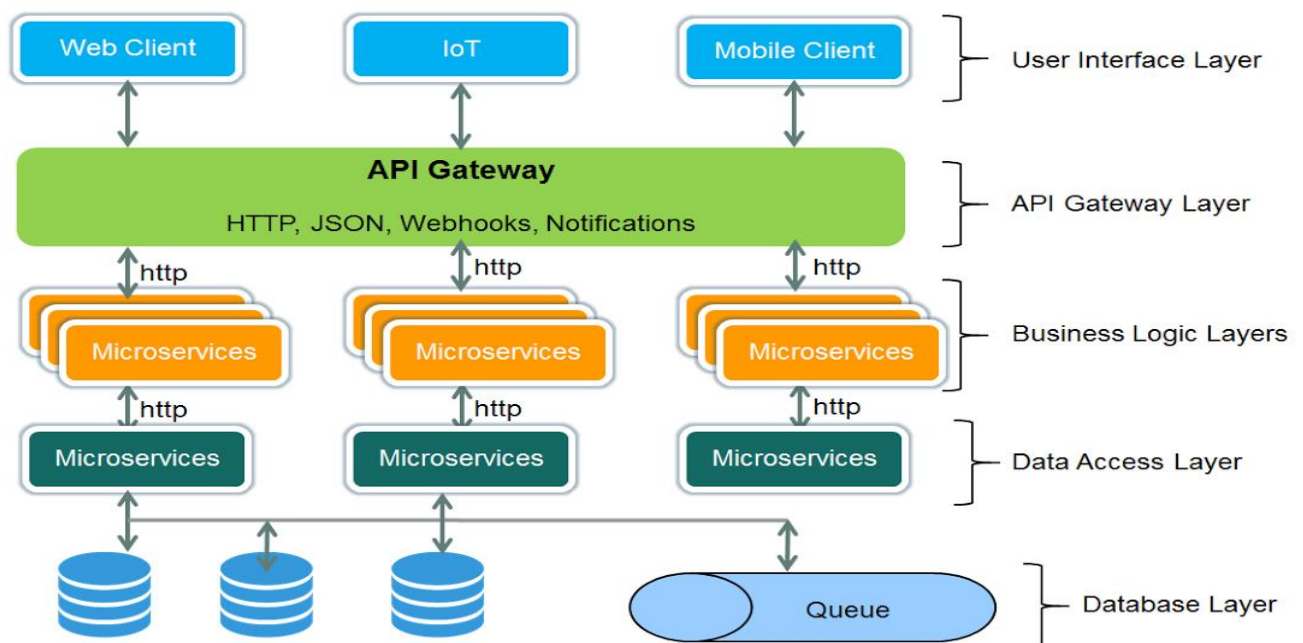 Web Client
IoT
Mobile Client
User Interface Layer
API Gateway
HTTP, JSON, Webhooks, Notifications
API Gateway Layer
http
http
http
Microservices
Microservices
Microservices
Business Logic Layers
http
http
http
Microservices
Microservices
Microservices
Data Access Layer
Queue
Database Layer